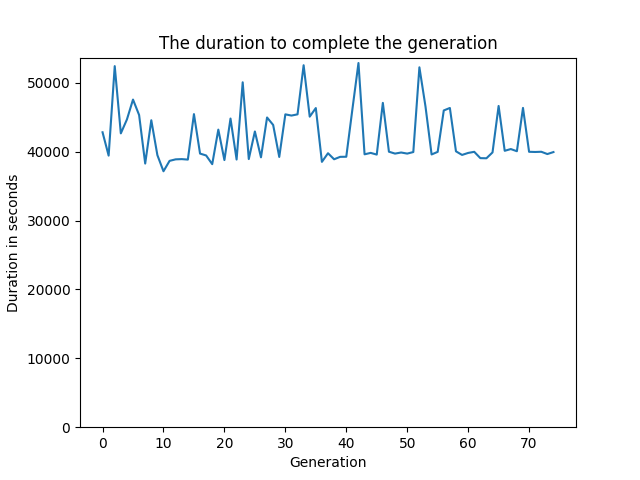 The duration to complete the generation
50000
40000
30000
20000
10000
0
Duration in seconds
0 10 20 30 40 50 60 70
Generation